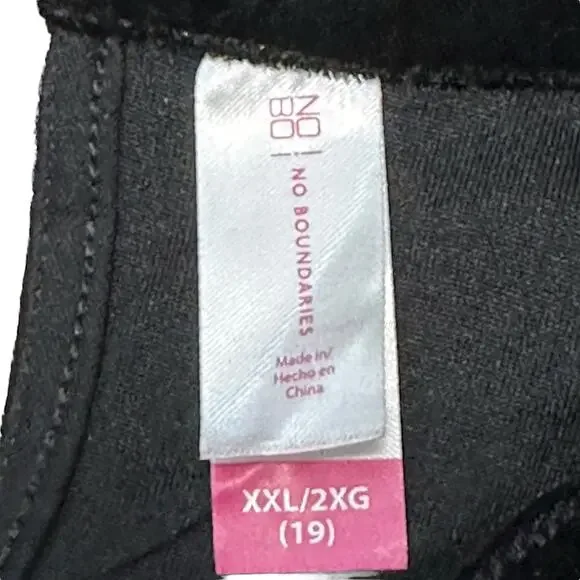 NO
BO
NO BOUNDARIES
Made in/
Hecho en
China
XXL/2XG
(19)